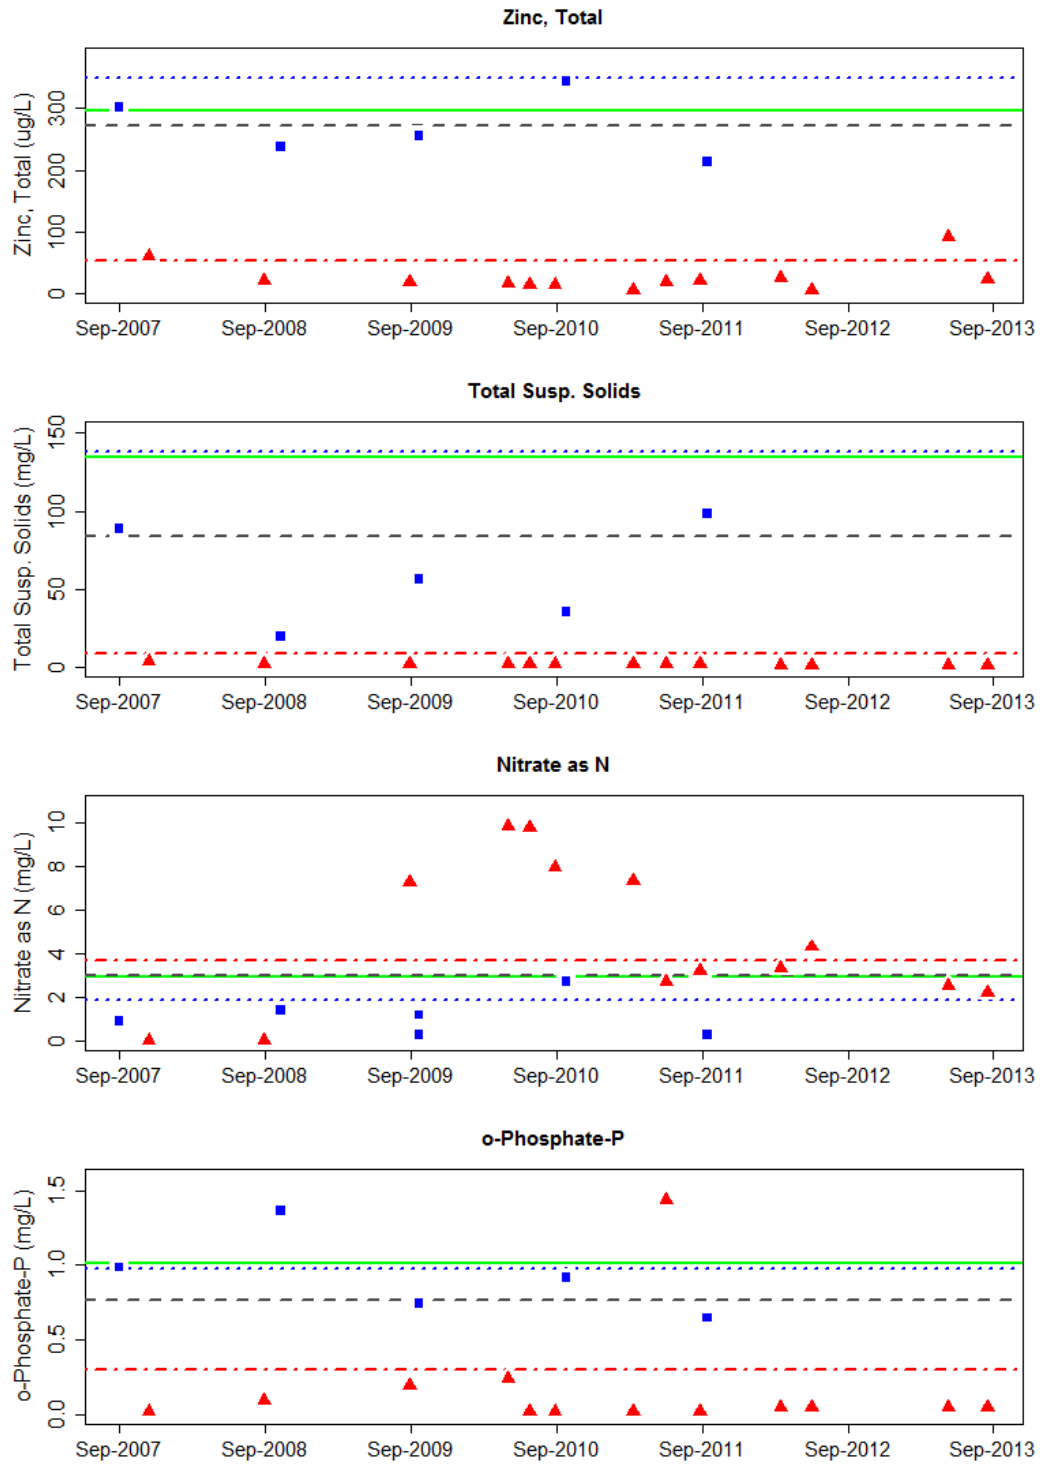 Zinc, Total
Zinc, Total (ug/L)
300
200
100
0
Sep-2007 Sep-2008 Sep-2009 Sep-2010 Sep-2011 Sep-2012 Sep-2013
Total Susp. Solids
Total Susp. Solids (mg/L)
150
100
50
0
Sep-2007 Sep-2008 Sep-2009 Sep-2010 Sep-2011 Sep-2012 Sep-2013
Nitrate as N
Nitrate as N (mg/L)
10
8
6
4
2
0
Sep-2007 Sep-2008 Sep-2009 Sep-2010 Sep-2011 Sep-2012 Sep-2013
o-Phosphate-P
o-Phosphate-P (mg/L)
1.5
1.0
0.5
0.0
Sep-2007 Sep-2008 Sep-2009 Sep-2010 Sep-2011 Sep-2012 Sep-2013